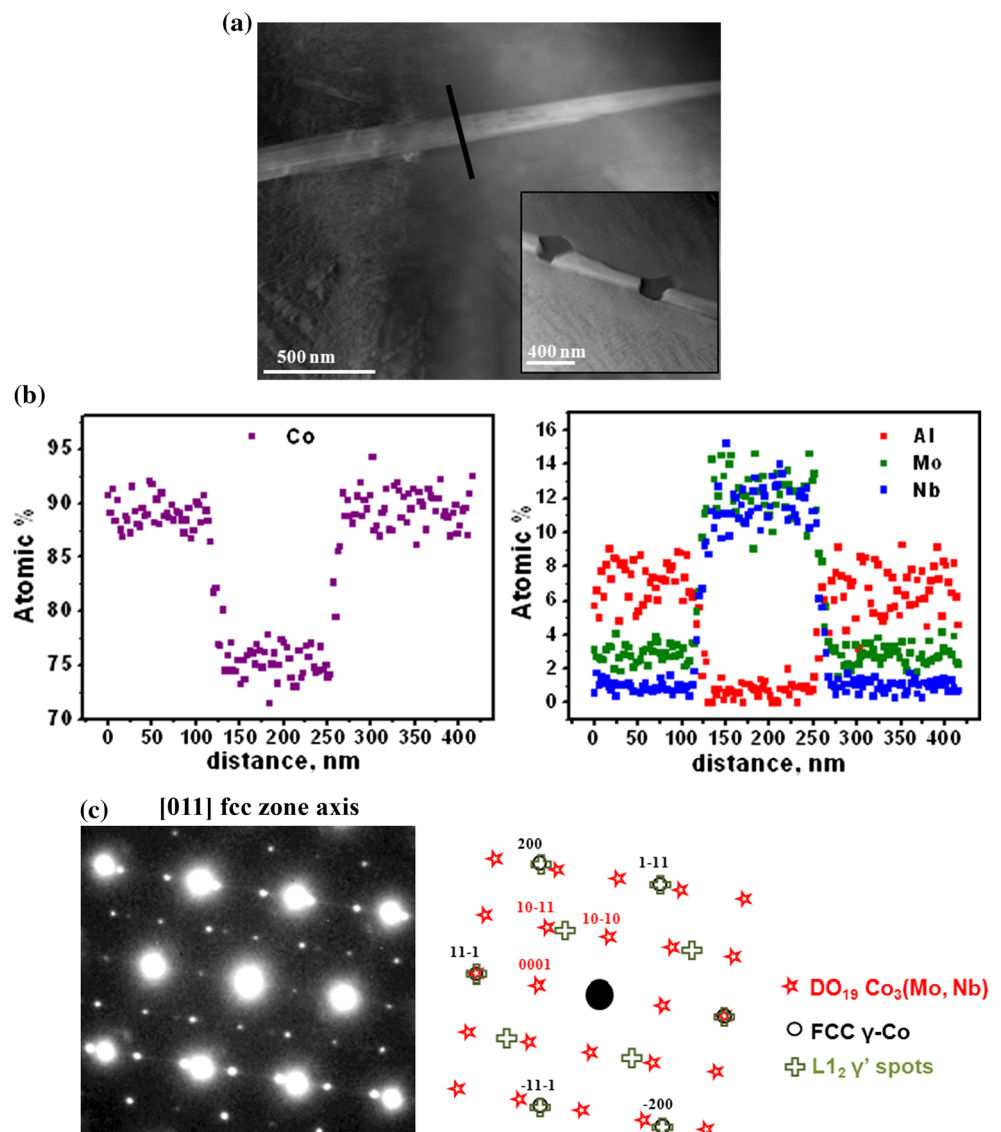 (a)
500 nm
400 nm
(b)
Co
95
90
85
80
75
70
Atomic %
0 50 100 150 200 250 300 350 400
distance, nm
Al
Mo
Nb
16
14
12
10
8
6
4
2
0
Atomic %
0 50 100 150 200 250 300 350 400
distance, nm
(c) [011] fcc zone axis
200
1-11
10-11
10-10
11-1
0001
-11-1
-200
DO₁₉ Co₃(Mo, Nb)
FCC γ-Co
L1₂ γ’ spots